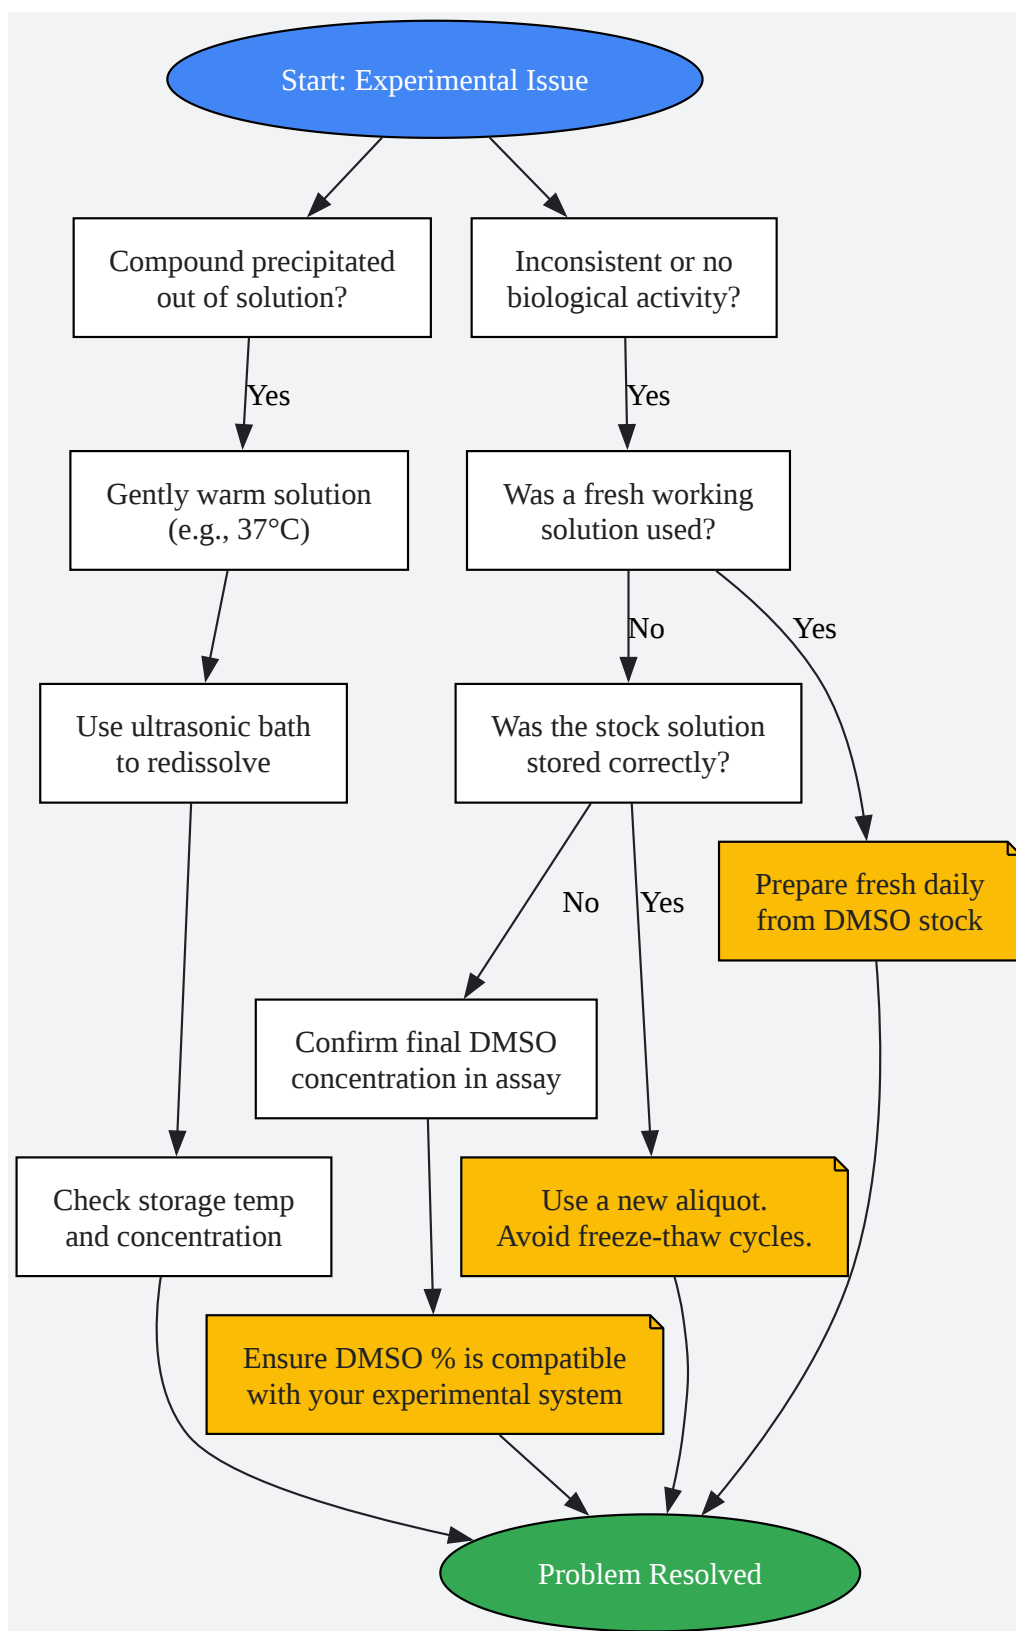 Start: Experimental Issue
Compound precipitated
out of solution?
Inconsistent or no
biological activity?
Yes
Yes
Gently warm solution
(e.g., 37°C)
Was a fresh working
solution used?
No
Yes
Use ultrasonic bath
to redissolve
Was the stock solution
stored correctly?
No
Yes
Prepare fresh daily
from DMSO stock
Confirm final DMSO
concentration in assay
Check storage temp
and concentration
Use a new aliquot.
Avoid freeze-thaw cycles.
Ensure DMSO % is compatible
with your experimental system
Problem Resolved